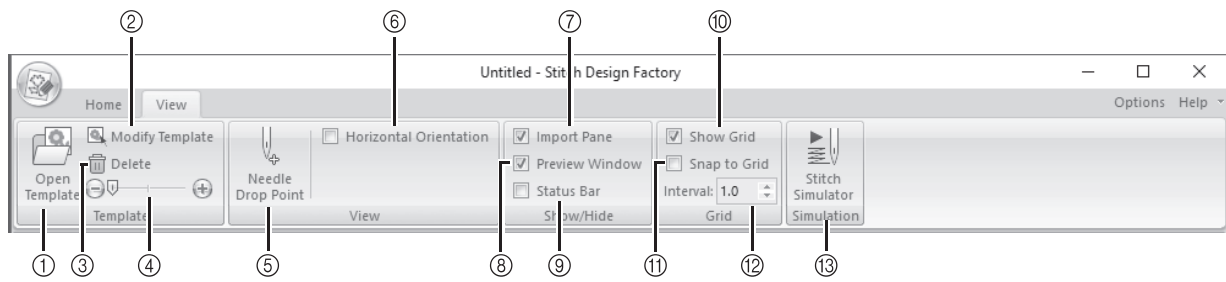 ② ⑥ ⑦ ⑩
Untitled - Stitch Design Factory
Home View Options Help
Modify Template Horizontal Orientation Import Pane Show Grid
Delete Preview Window Snap to Grid
Open Template Needle Drop Point Status Bar Interval: 1.0 Stitch Simulator
Template View Show/Hide Grid Simulation
① ③ ④ ⑤ ⑧ ⑨ ⑪ ⑫ ⑬